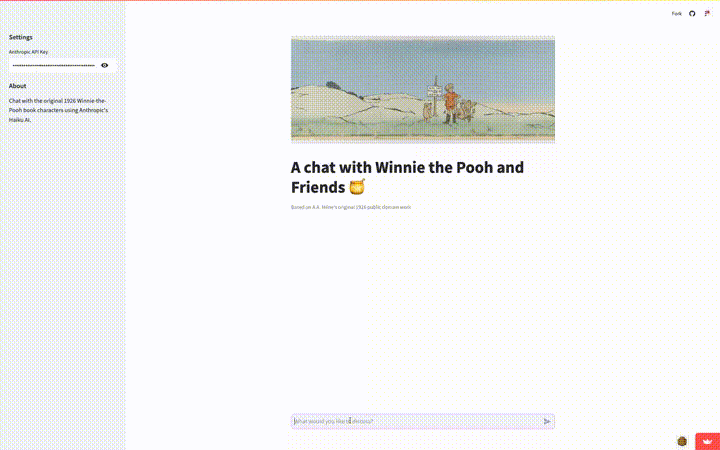 Fork
Settings
Anthropic API Key
About
Chat with the original 1926 Winnie-the-
Pooh book characters using Anthropic's
Haiku AI.
A chat with Winnie the Pooh and
Friends 🍯
Based on A.A. Milne's original 1926 public domain work
What would you like to discuss?